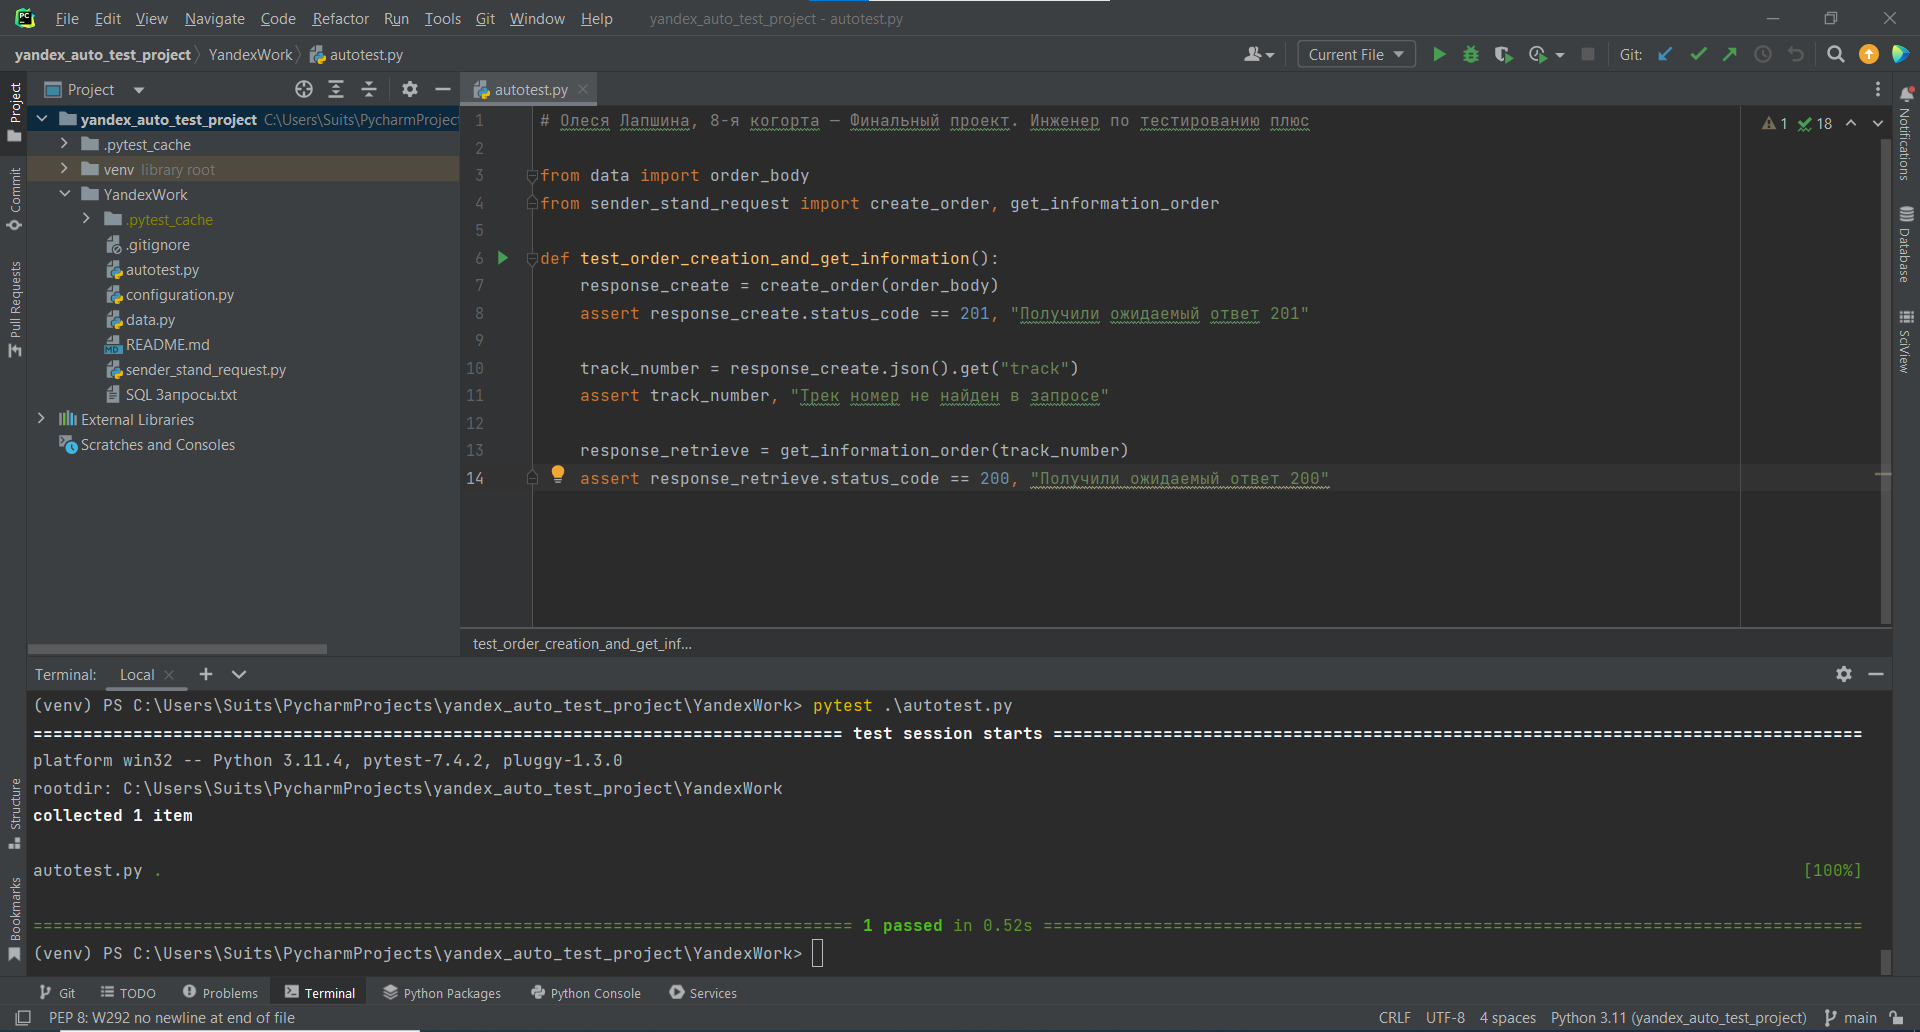 File Edit View Navigate Code Refactor Run Tools Git Window Help yandex_auto_test_project - autotest.py
yandex_auto_test_project YandexWork autotest.py Current File Git:
Project
autotest.py
yandex_auto_test_project C:\Users\Suits\PycharmProject
.pytest_cache
venv library root
YandexWork
.pytest_cache
.gitignore
autotest.py
configuration.py
data.py
README.md
sender_stand_request.py
SQL Запросы.txt
External Libraries
Scratches and Consoles
1 # Олеся Лапшина, 8-я когорта — Финальный проект. Инженер по тестированию плюс
2
3 from data import order_body
4 from sender_stand_request import create_order, get_information_order
5
6 def test_order_creation_and_get_information():
7 response_create = create_order(order_body)
8 assert response_create.status_code == 201, "Получили ожидаемый ответ 201"
9
10 track_number = response_create.json().get("track")
11 assert track_number, "Трек номер не найден в запросе"
12
13 response_retrieve = get_information_order(track_number)
14 assert response_retrieve.status_code == 200, "Получили ожидаемый ответ 200"
1 18
test_order_creation_and_get_inf...
Project
Commit
Pull Requests
Structure
Bookmarks
Notifications
Database
SciView
Terminal: Local
(venv) PS C:\Users\Suits\PycharmProjects\yandex_auto_test_project\YandexWork> pytest .\autotest.py
================================================================================= test session starts =================================================================================
platform win32 -- Python 3.11.4, pytest-7.4.2, pluggy-1.3.0
rootdir: C:\Users\Suits\PycharmProjects\yandex_auto_test_project\YandexWork
collected 1 item
autotest.py . [100%]
================================================================================== 1 passed in 0.52s ==================================================================================
(venv) PS C:\Users\Suits\PycharmProjects\yandex_auto_test_project\YandexWork>
Git TODO Problems Terminal Python Packages Python Console Services
PEP 8: W292 no newline at end of file CRLF UTF-8 4 spaces Python 3.11 (yandex_auto_test_project) main